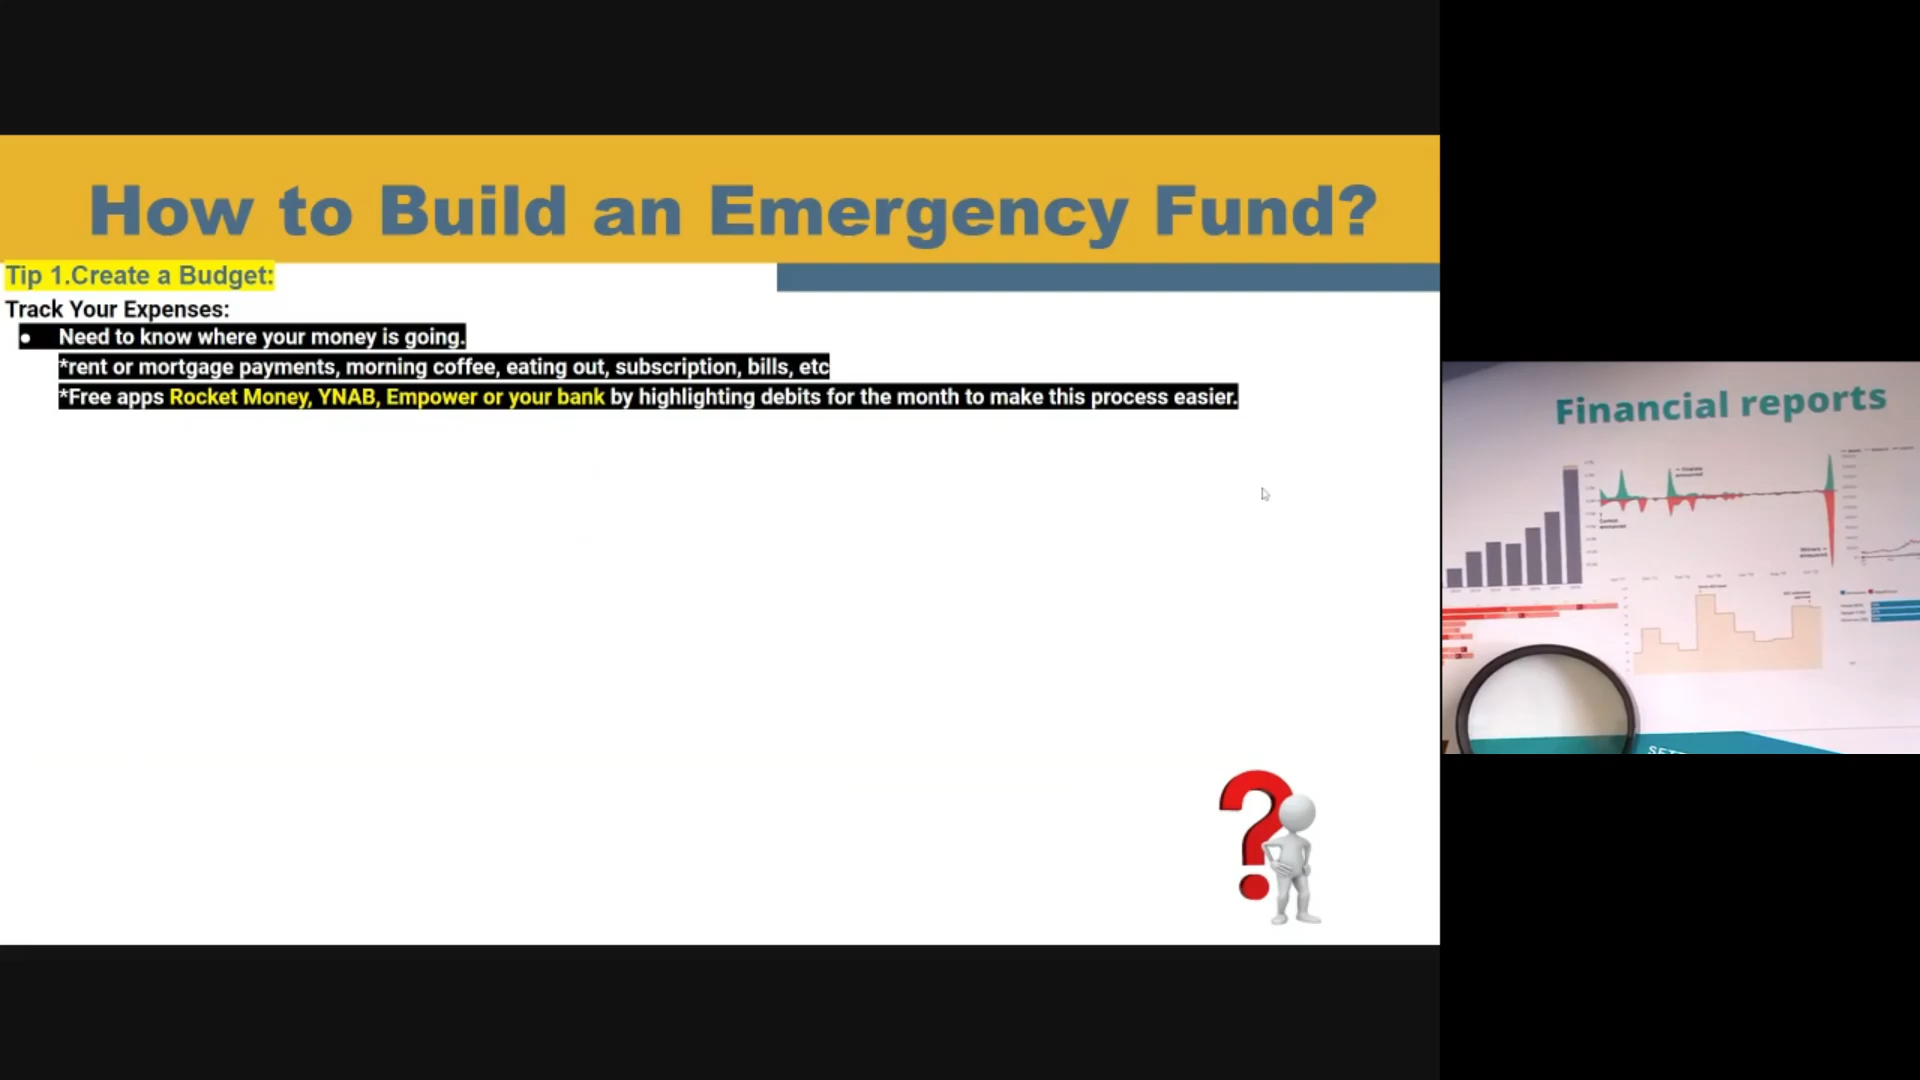 How to Build an Emergency Fund?
Tip 1.Create a Budget:
Track Your Expenses:
● Need to know where your money is going.
*rent or mortgage payments, morning coffee, eating out, subscription, bills, etc
*Free apps Rocket Money, YNAB, Empower or your bank by highlighting debits for the month to make this process easier.
Financial reports